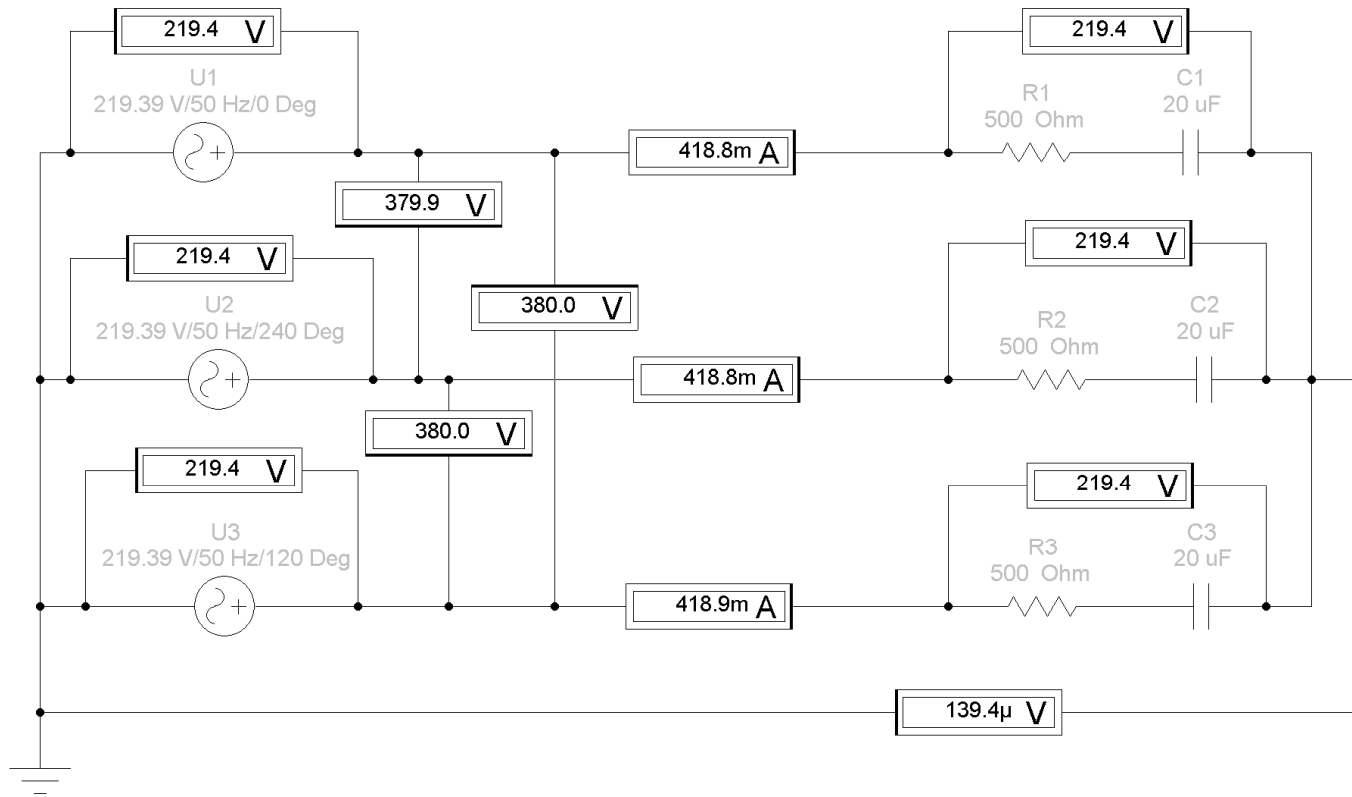 219.4 V
219.4 V
U1
219.39 V/50 Hz/0 Deg
R1
500 Ohm
C1
20 uF
418.8m A
379.9 V
219.4 V
219.4 V
380.0 V
U2
219.39 V/50 Hz/240 Deg
R2
500 Ohm
C2
20 uF
418.8m A
380.0 V
219.4 V
219.4 V
U3
219.39 V/50 Hz/120 Deg
R3
500 Ohm
C3
20 uF
418.9m A
139.4µ V